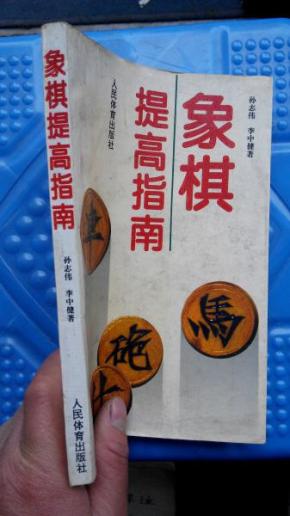 象棋提高指南
孙志伟 李中健著
人民体育出版社
孙志伟 李中健著
象棋
提高指南
人民体育出版社
馬
砲
士